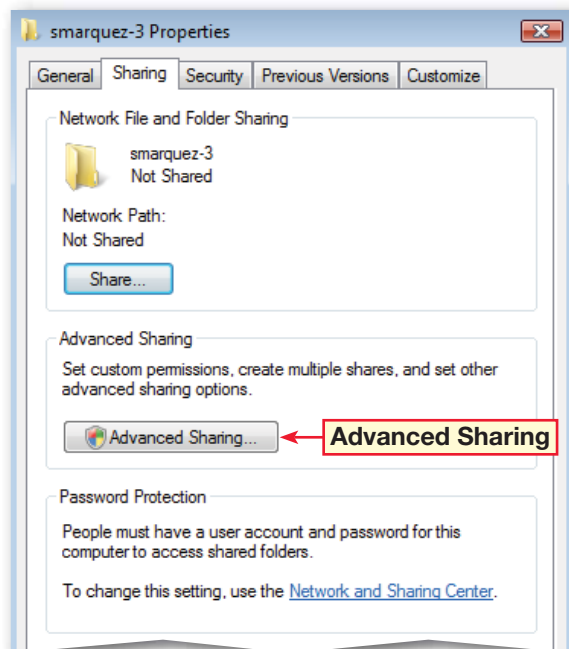 smarquez-3 Properties
General Sharing Security Previous Versions Customize
Network File and Folder Sharing
smarquez-3
Not Shared
Network Path:
Not Shared
Share...
Advanced Sharing
Set custom permissions, create multiple shares, and set other
advanced sharing options.
Advanced Sharing... Advanced Sharing
Password Protection
People must have a user account and password for this
computer to access shared folders.
To change this setting, use the Network and Sharing Center.